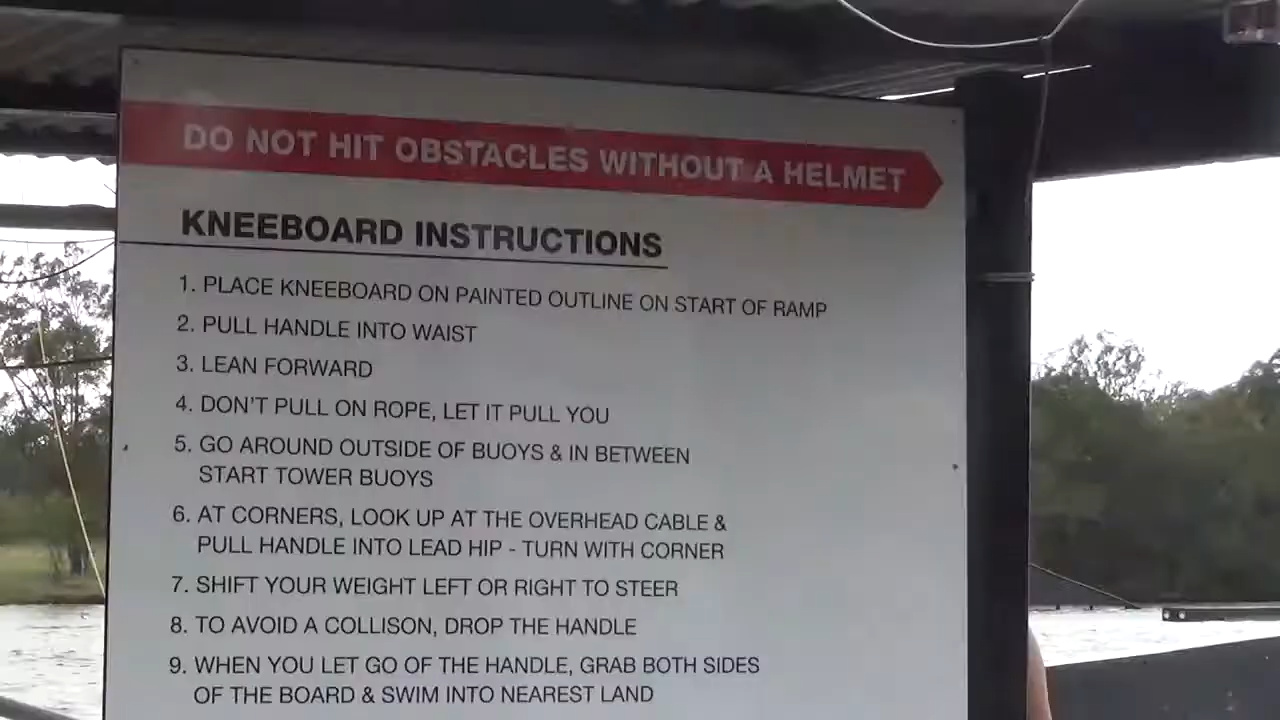 DO NOT HIT OBSTACLES WITHOUT A HELMET
KNEEBOARD INSTRUCTIONS
1. PLACE KNEEBOARD ON PAINTED OUTLINE ON START OF RAMP
2. PULL HANDLE INTO WAIST
3. LEAN FORWARD
4. DON'T PULL ON ROPE, LET IT PULL YOU
5. GO AROUND OUTSIDE OF BUOYS & IN BETWEEN
START TOWER BUOYS
6. AT CORNERS, LOOK UP AT THE OVERHEAD CABLE &
PULL HANDLE INTO LEAD HIP - TURN WITH CORNER
7. SHIFT YOUR WEIGHT LEFT OR RIGHT TO STEER
8. TO AVOID A COLLISON, DROP THE HANDLE
9. WHEN YOU LET GO OF THE HANDLE, GRAB BOTH SIDES
OF THE BOARD & SWIM INTO NEAREST LAND